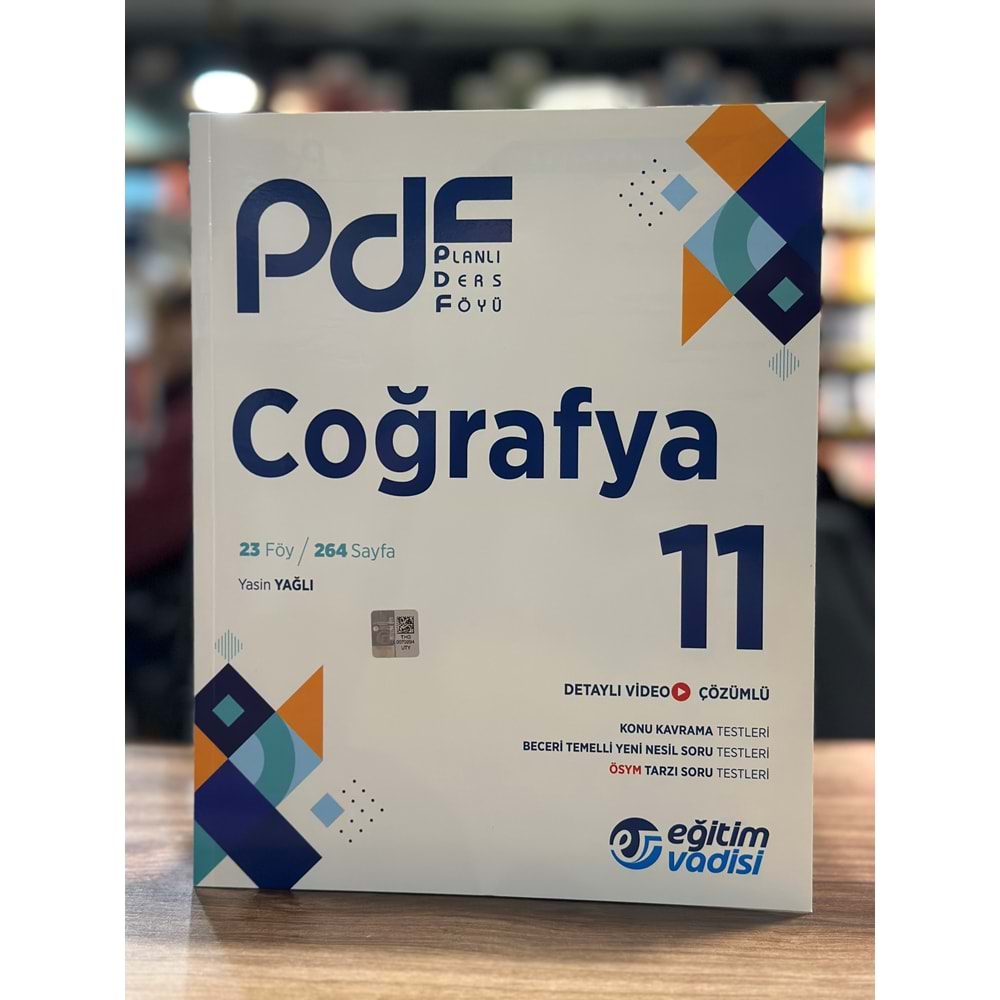 PdF
PLANLI
DERS
FÖYÜ
Coğrafya
11
23 Föy / 264 Sayfa
Yasin YAĞLI
DETAYLI VİDEO ÇÖZÜMLÜ
KONU KAVRAMA TESTLERİ
BECERİ TEMELLİ YENİ NESİL SORU TESTLERİ
ÖSYM TARZI SORU TESTLERİ
eğitim
vadisi